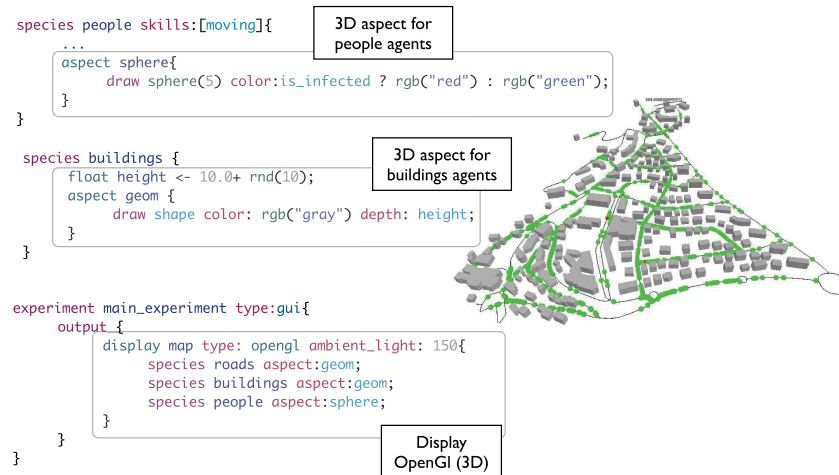 species people skills:[moving]{
3D aspect for
people agents
...
aspect sphere{
draw sphere(5) color:is_infected ? rgb("red") : rgb("green");
}
}
species buildings {
3D aspect for
buildings agents
float height <- 10.0+ rnd(10);
aspect geom {
draw shape color: rgb("gray") depth: height;
}
}
experiment main_experiment type:gui{
output {
display map type: opengl ambient_light: 150{
species roads aspect:geom;
species buildings aspect:geom;
species people aspect:sphere;
}
}
}
Display
OpenGl (3D)